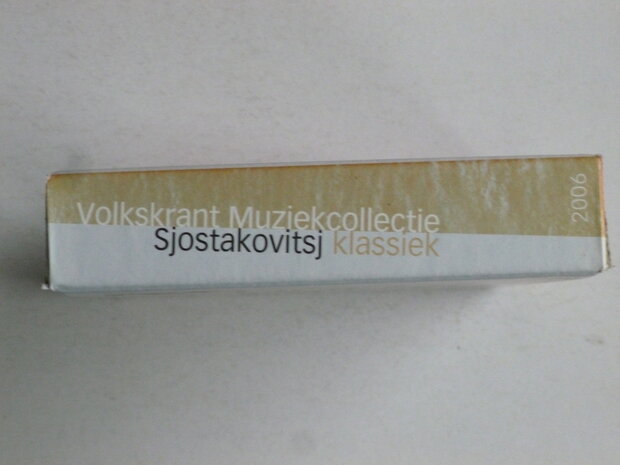 Volkskrant Muziekcollectie
Sjostakovitsj klassiek
2006